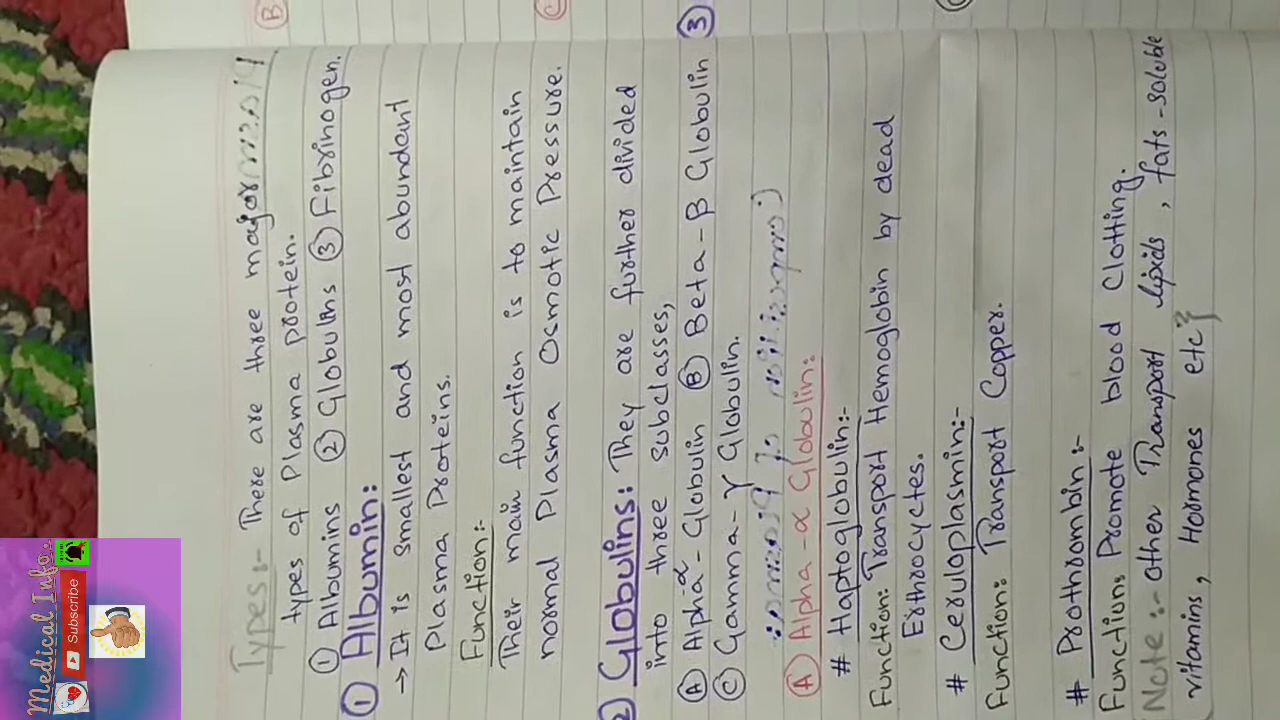 Types:- There are three major
types of Plasma protein.
① Albumins ② Globulins ③ Fibrinogen.
① Albumin:
→ It is smallest and most abundant
Plasma Proteins.
Function:-
Their main function is to maintain
normal Plasma Osmotic Pressure.
② Globulins: They are further divided
into three subclasses,
Ⓐ Alpha-α Globulin Ⓑ Beta-β Globulin
Ⓒ Gamma-γ Globulin.
Ⓐ Alpha-α Globulin:
# Haptoglobulin:-
Function: Transport Hemoglobin by dead
Erthrocytes.
# Ceruloplasmin:-
Function: Transport Copper.
# Prothrombin:-
Function: Promote blood Clotting.
Note:- Other Transport lipids, fats-soluble
vitamins, Hormones etc}
B
C
③
Medical Info:-
Subscribe